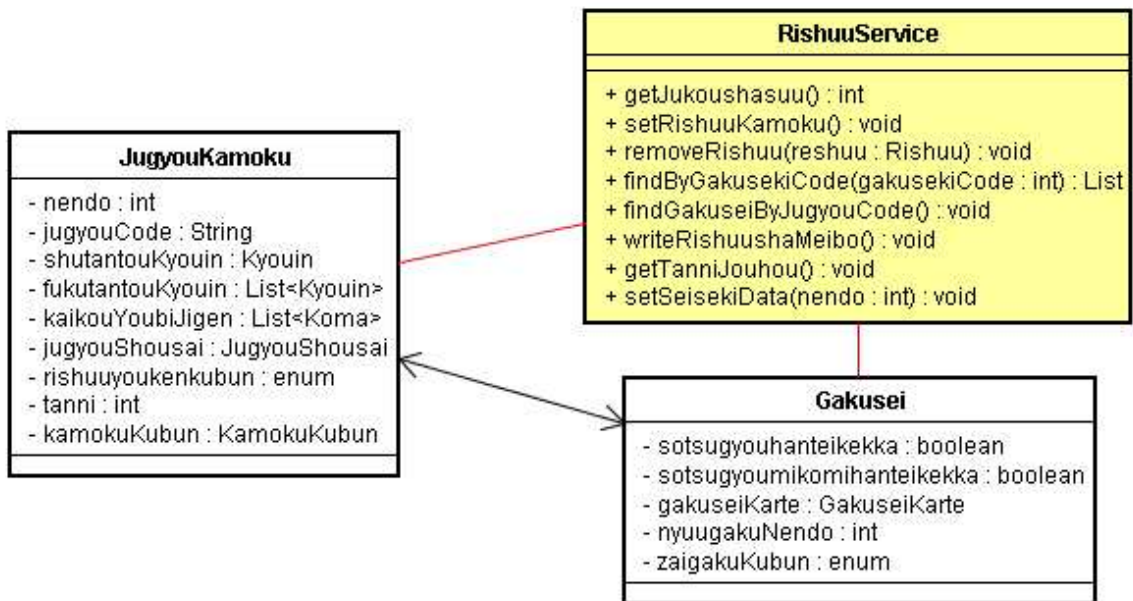 RishuuService
+ getJukoushasuu() : int
+ setRishuuKamoku() : void
+ removeRishuu(reshuu : Rishuu) : void
+ findByGakusekiCode(gakusekiCode : int) : List
+ findGakuseiByJugyouCode() : void
+ writeRishuushaMeibo() : void
+ getTanniJouhou() : void
+ setSeisekiData(nendo : int) : void
JugyouKamoku
- nendo : int
- jugyouCode : String
- shutantouKyouin : Kyouin
- fukutantouKyouin : List<Kyouin>
- kaikouYoubiJigen : List<Koma>
- jugyouShousai : JugyouShousai
- rishuuyoukenkubun : enum
- tanni : int
- kamokuKubun : KamokuKubun
Gakusei
- sotsugyouhanteikekka : boolean
- sotsugyoumikomihanteikekka : boolean
- gakuseiKarte : GakuseiKarte
- nyuugakuNendo : int
- zaigakuKubun : enum